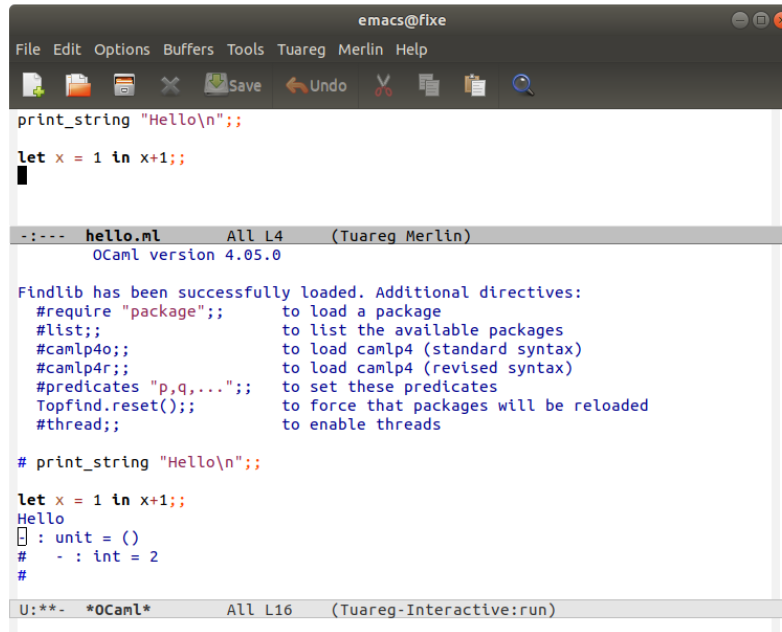 emacs@fixe
File Edit Options Buffers Tools Tuareg Merlin Help
Save Undo
print_string "Hello\n";;
let x = 1 in x+1;;
-:--- hello.ml All L4 (Tuareg Merlin)
OCaml version 4.05.0
Findlib has been successfully loaded. Additional directives:
#require "package";; to load a package
#list;; to list the available packages
#camlp4o;; to load camlp4 (standard syntax)
#camlp4r;; to load camlp4 (revised syntax)
#predicates "p,q,...";; to set these predicates
Topfind.reset();; to force that packages will be reloaded
#thread;; to enable threads
# print_string "Hello\n";;
let x = 1 in x+1;;
Hello
- : unit = ()
# - : int = 2
#
U:**- *OCaml* All L16 (Tuareg-Interactive:run)